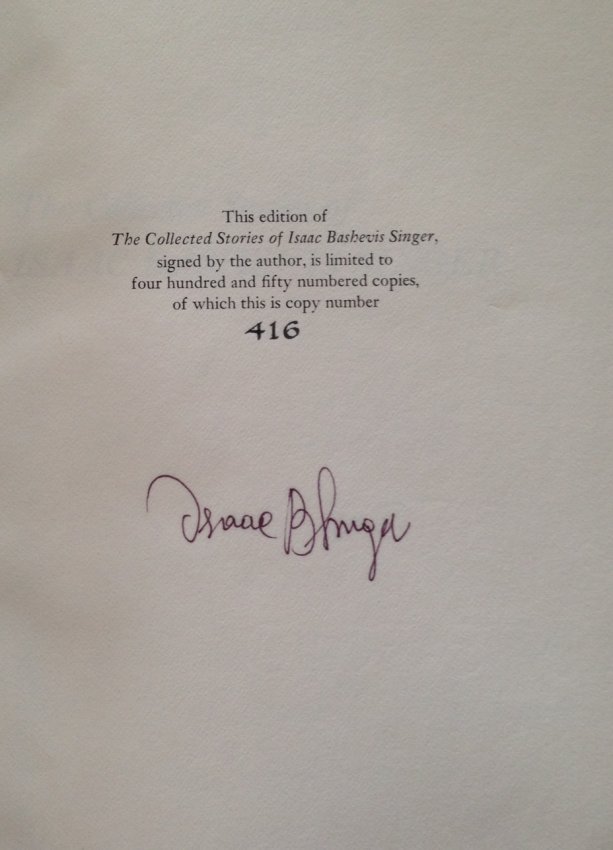 This edition of
The Collected Stories of Isaac Bashevis Singer,
signed by the author, is limited to
four hundred and fifty numbered copies,
of which this is copy number
416
Isaac B Singer